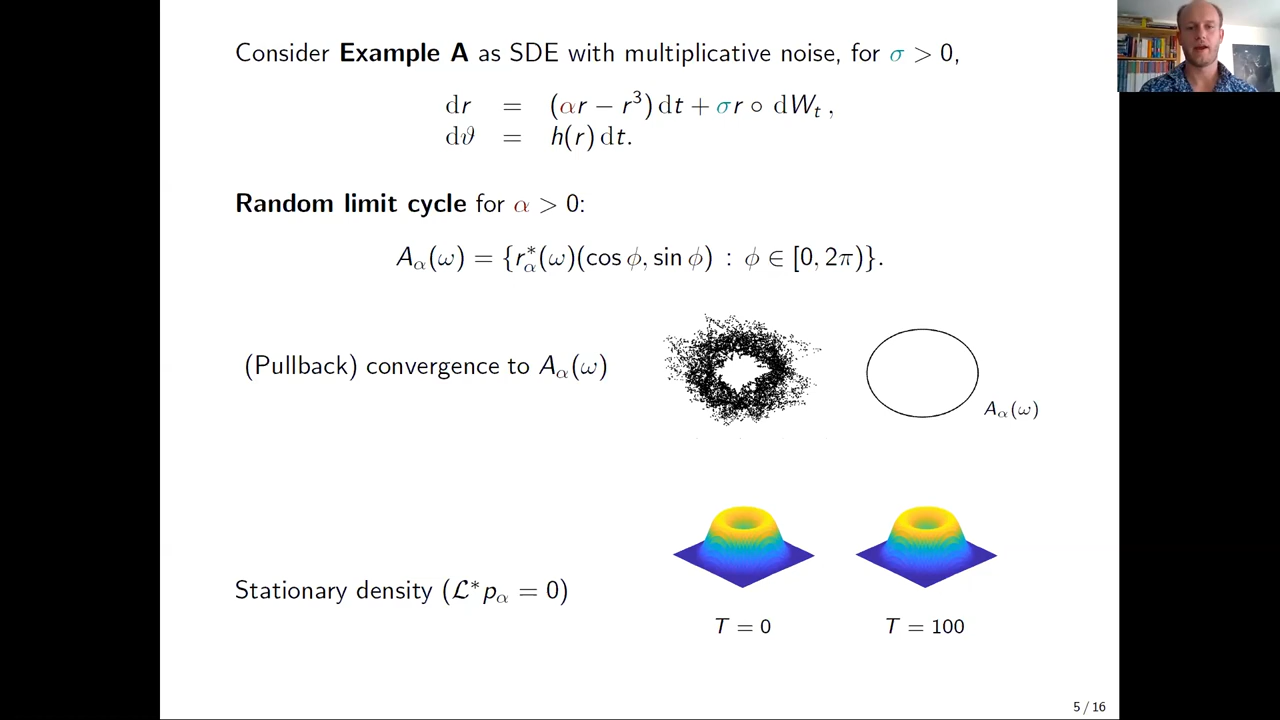 Consider Example A as SDE with multiplicative noise, for σ > 0,
dr = (αr − r³) dt + σr ∘ dWₜ ,
dϑ = h(r) dt.
Random limit cycle for α > 0:
A_α(ω) = {r*_α(ω)(cos ϕ, sin ϕ) : ϕ ∈ [0, 2π)}.
(Pullback) convergence to A_α(ω)
A_α(ω)
Stationary density (ℒ*p_α = 0)
T = 0
T = 100
5 / 16